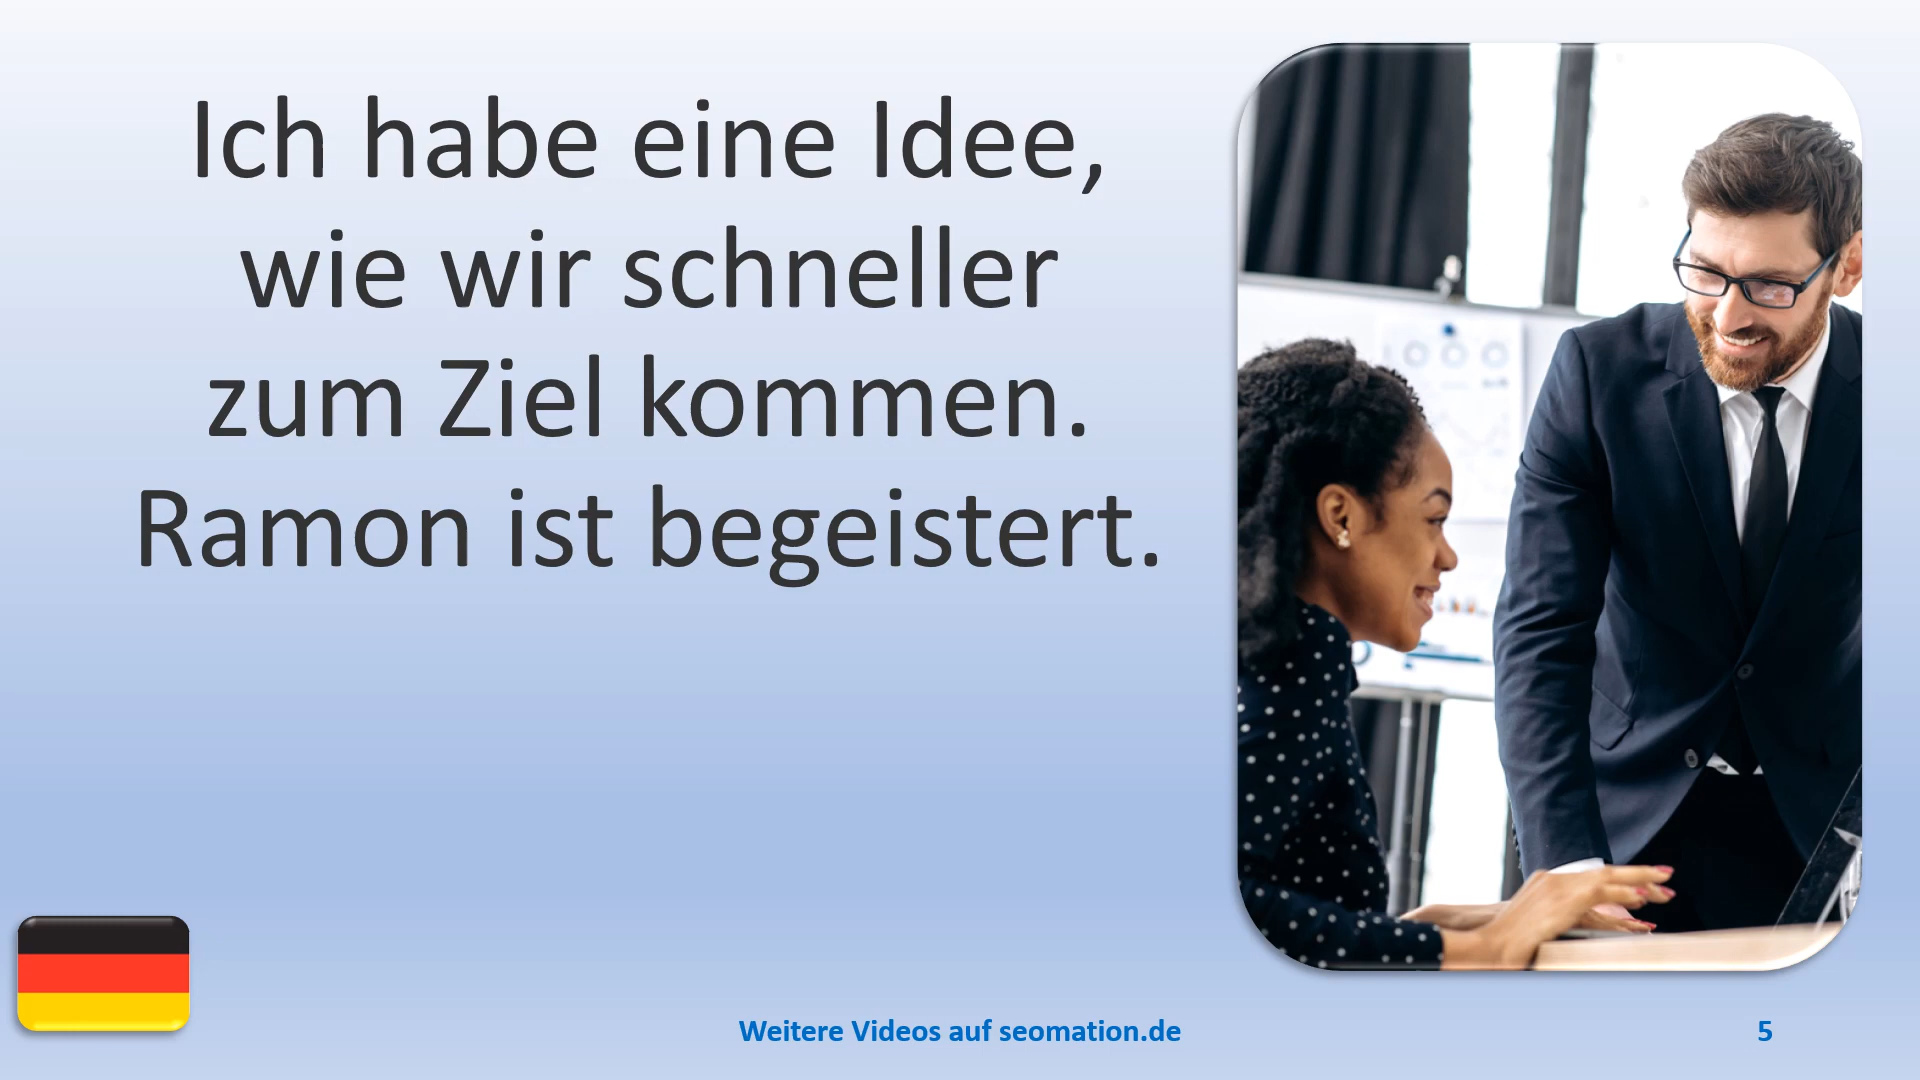 Ich habe eine Idee,
wie wir schneller
zum Ziel kommen.
Ramon ist begeistert.
Weitere Videos auf seomation.de
5